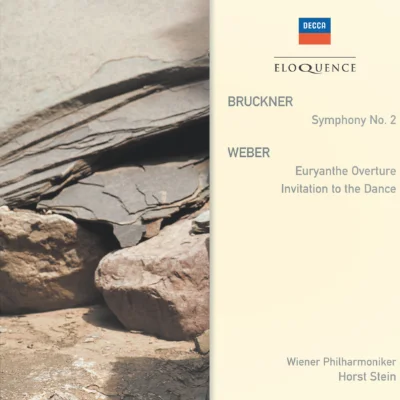 DECCA
ELOQUENCE
BRUCKNER
Symphony No. 2
WEBER
Euryanthe Overture
Invitation to the Dance
Wiener Philharmoniker
Horst Stein